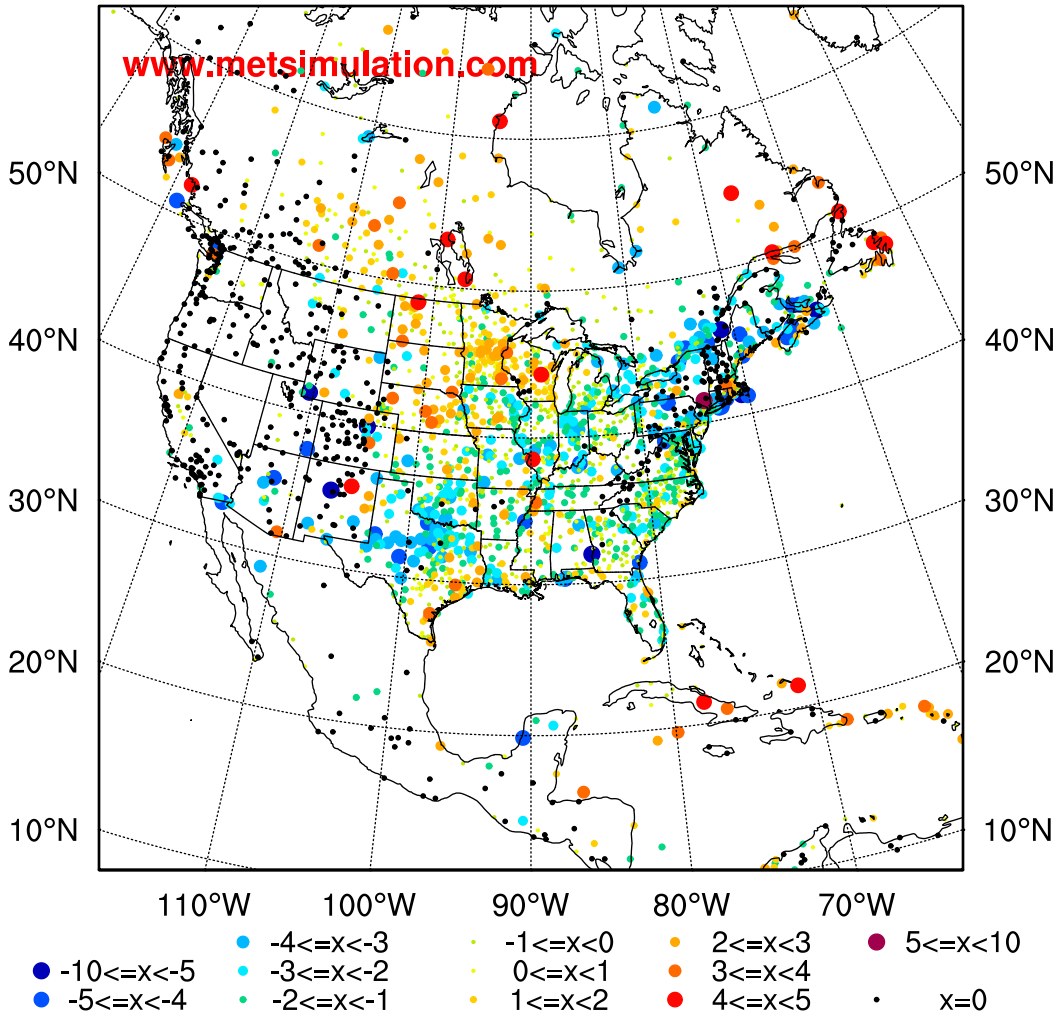 www.metsimulation.com
50°N 50°N
40°N 40°N
30°N 30°N
20°N 20°N
10°N 10°N
110°W 100°W 90°W 80°W 70°W
-4<=x<-3 -1<=x<0 2<=x<3 5<=x<10
-10<=x<-5 -3<=x<-2 0<=x<1 3<=x<4
-5<=x<-4 -2<=x<-1 1<=x<2 4<=x<5 x=0